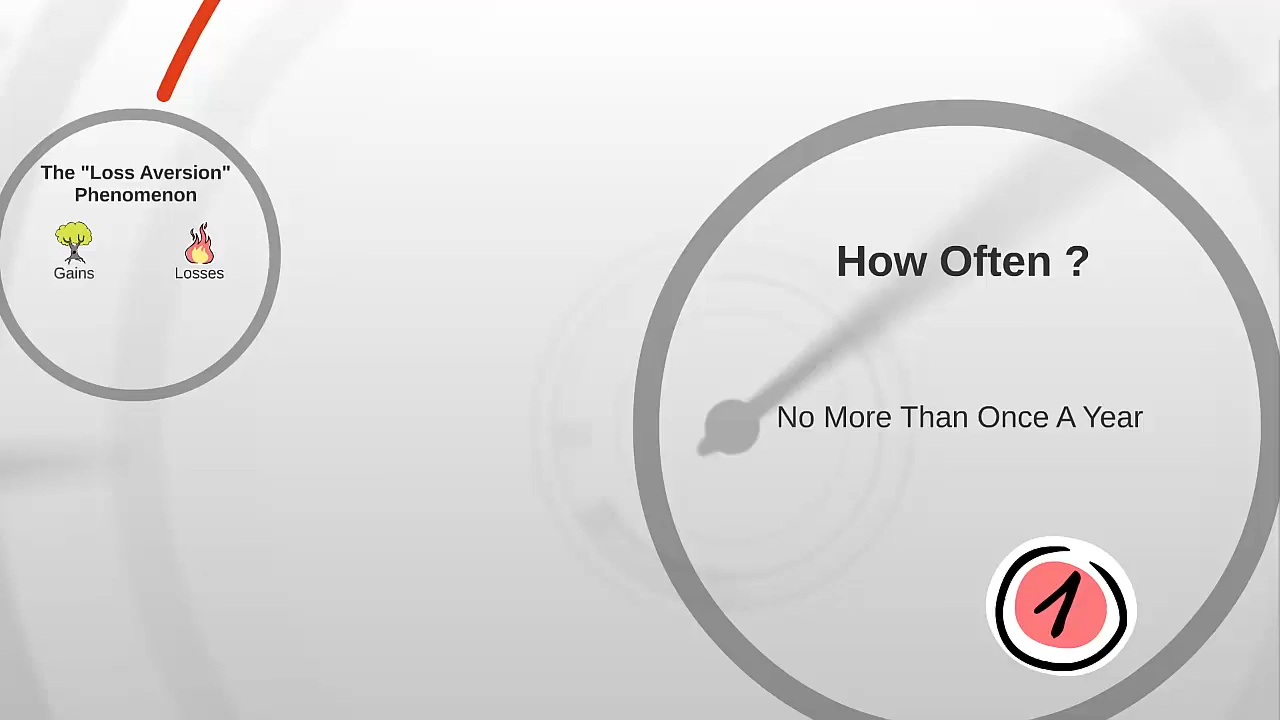 The "Loss Aversion"
Phenomenon
Gains
Losses
How Often ?
No More Than Once A Year
1